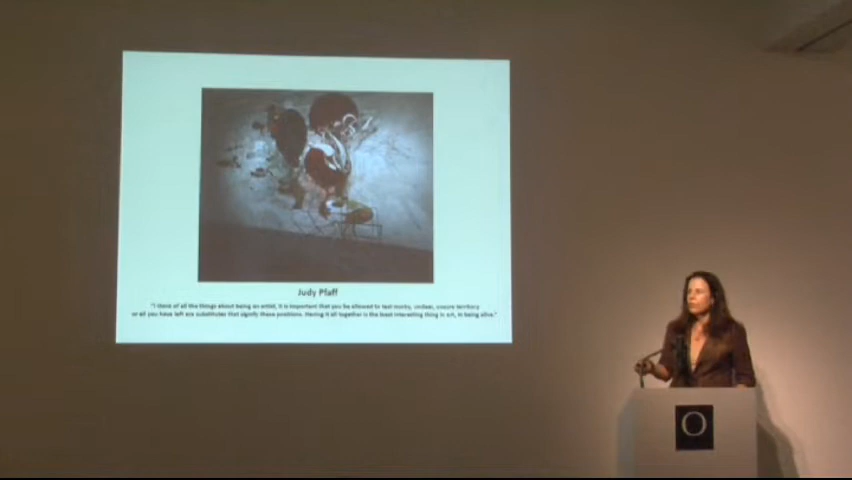 Judy Pfaff
"I think of all the things about being an artist, it is important that you be allowed to test murky, unclear, unsure territory
or all you have left are substitutes that signify these positions. Having it all together is the least interesting thing in art, in being alive."
O